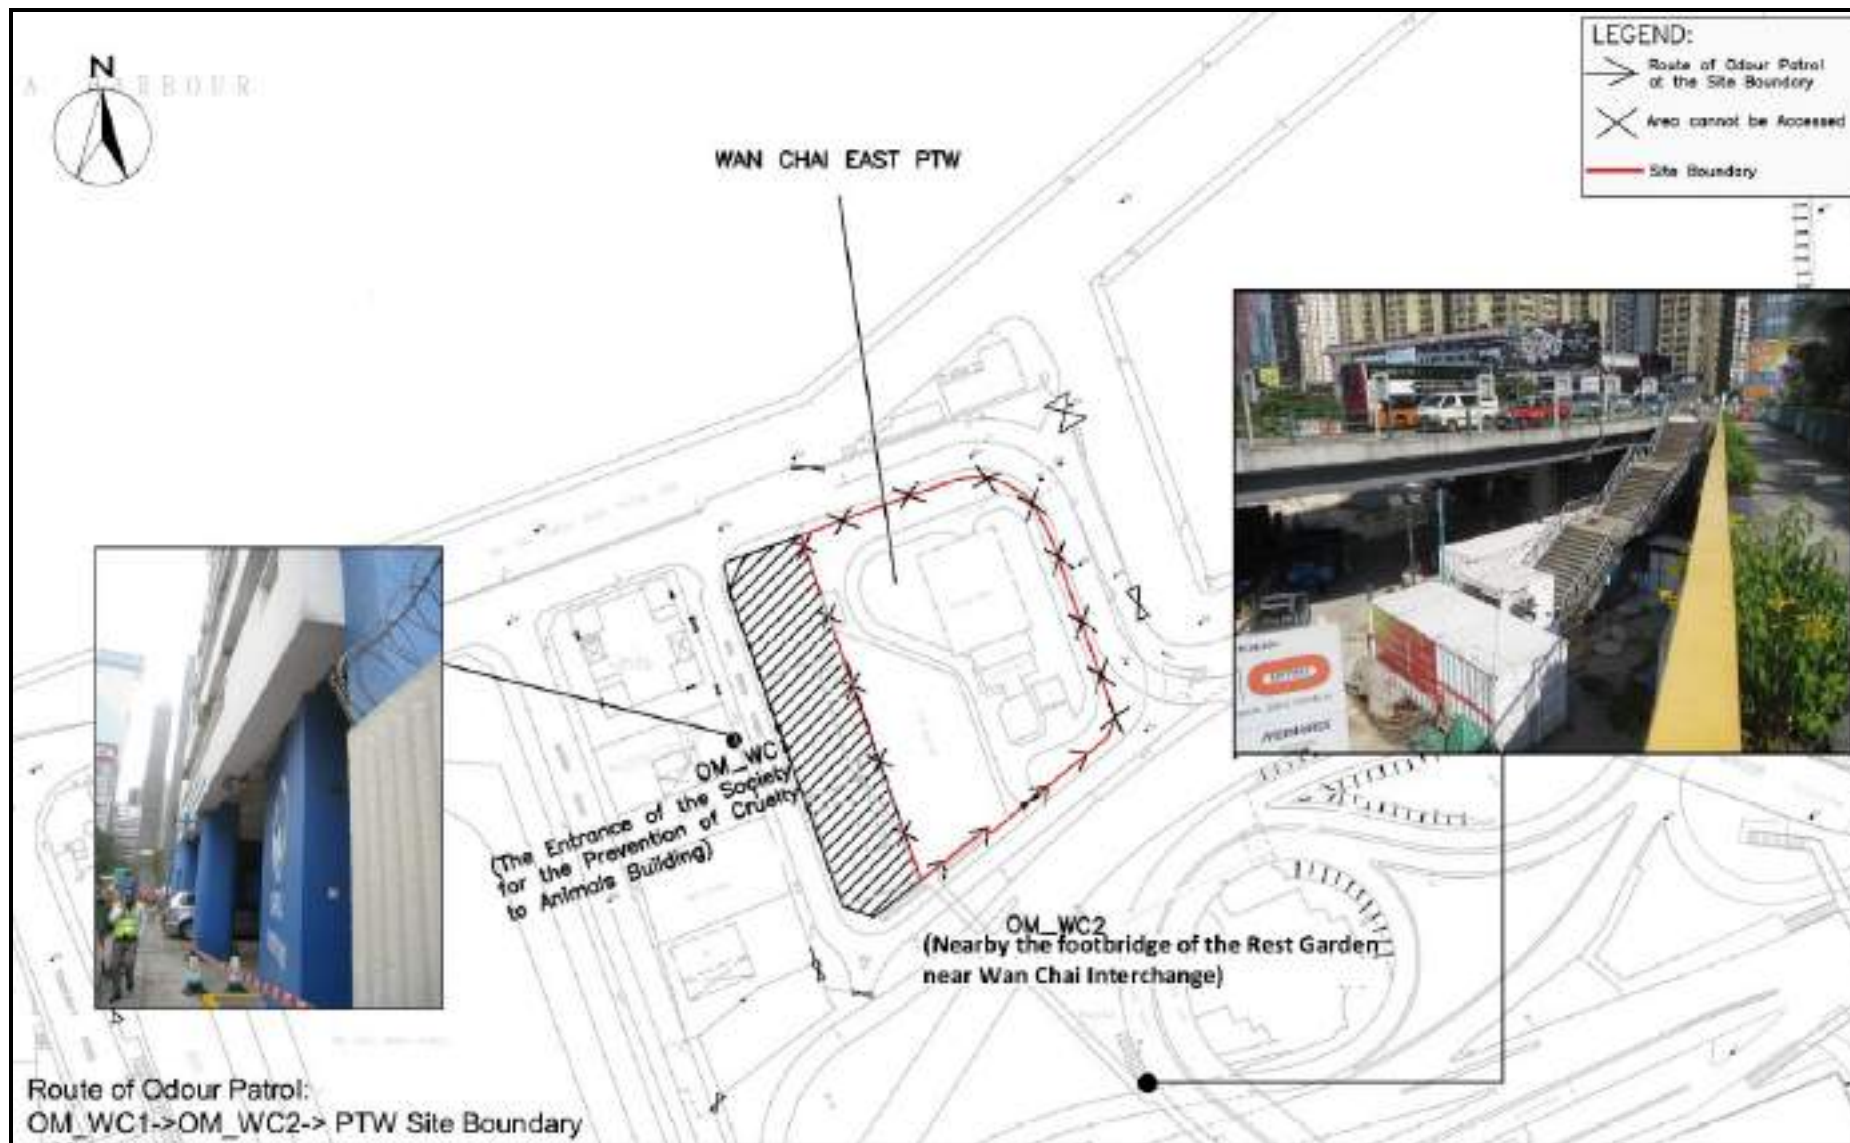 N
HARBOUR
LEGEND:
Route of Odour Patrol
at the Site Boundary
Area cannot be Accessed
Site Boundary
WAN CHAI EAST PTW
OM_WC1
(The Entrance of the Society
for the Prevention of Cruelty
to Animals Building)
OM_WC2
(Nearby the footbridge of the Rest Garden
near Wan Chai Interchange)
Route of Odour Patrol:
OM_WC1->OM_WC2-> PTW Site Boundary